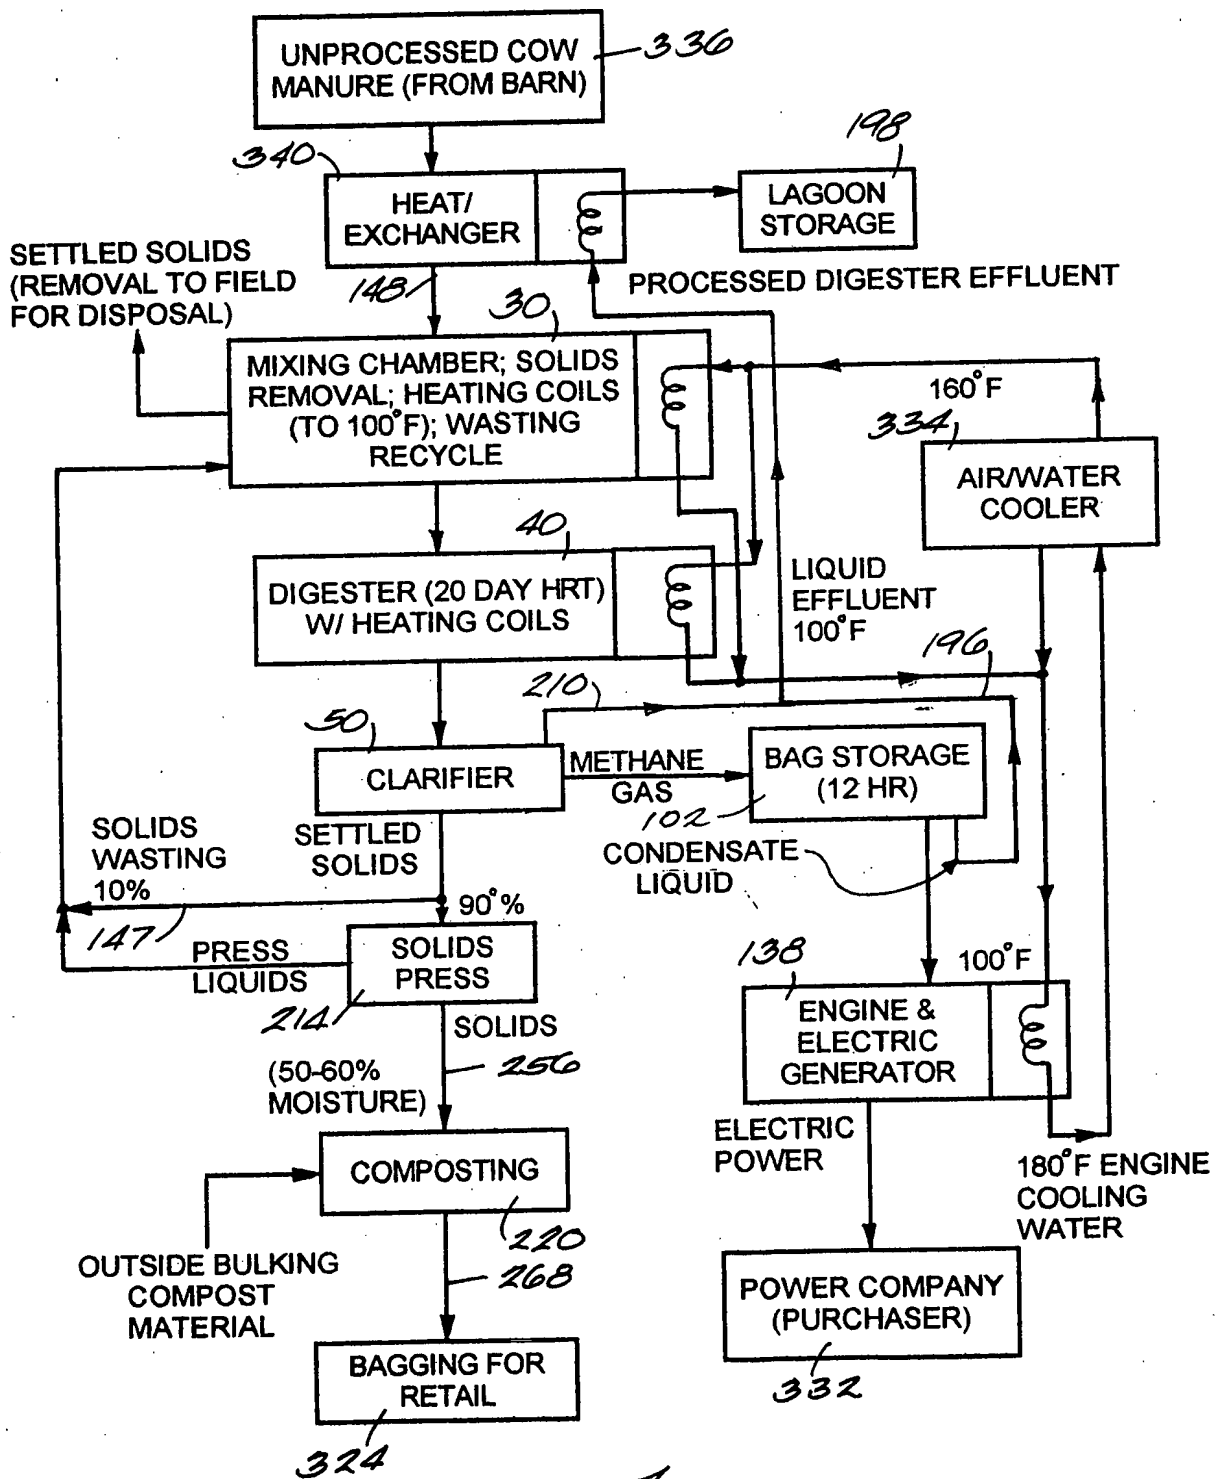 UNPROCESSED COW
MANURE (FROM BARN)
336
340
HEAT/
EXCHANGER
198
LAGOON
STORAGE
SETTLED SOLIDS
(REMOVAL TO FIELD
FOR DISPOSAL)
148
30
PROCESSED DIGESTER EFFLUENT
MIXING CHAMBER; SOLIDS
REMOVAL; HEATING COILS
(TO 100°F); WASTING
RECYCLE
160°F
334
AIR/WATER
COOLER
40
DIGESTER (20 DAY HRT)
W/ HEATING COILS
LIQUID
EFFLUENT
100°F
196
210
50
CLARIFIER
METHANE
GAS
BAG STORAGE
(12 HR)
102
SETTLED
SOLIDS
CONDENSATE
LIQUID
SOLIDS
WASTING
10%
90°%
147
PRESS
LIQUIDS
SOLIDS
PRESS
214
138
100°F
ENGINE &
ELECTRIC
GENERATOR
SOLIDS
(50-60%
MOISTURE)
256
ELECTRIC
POWER
180°F ENGINE
COOLING
WATER
COMPOSTING
220
OUTSIDE BULKING
COMPOST
MATERIAL
268
POWER COMPANY
(PURCHASER)
332
BAGGING FOR
RETAIL
324